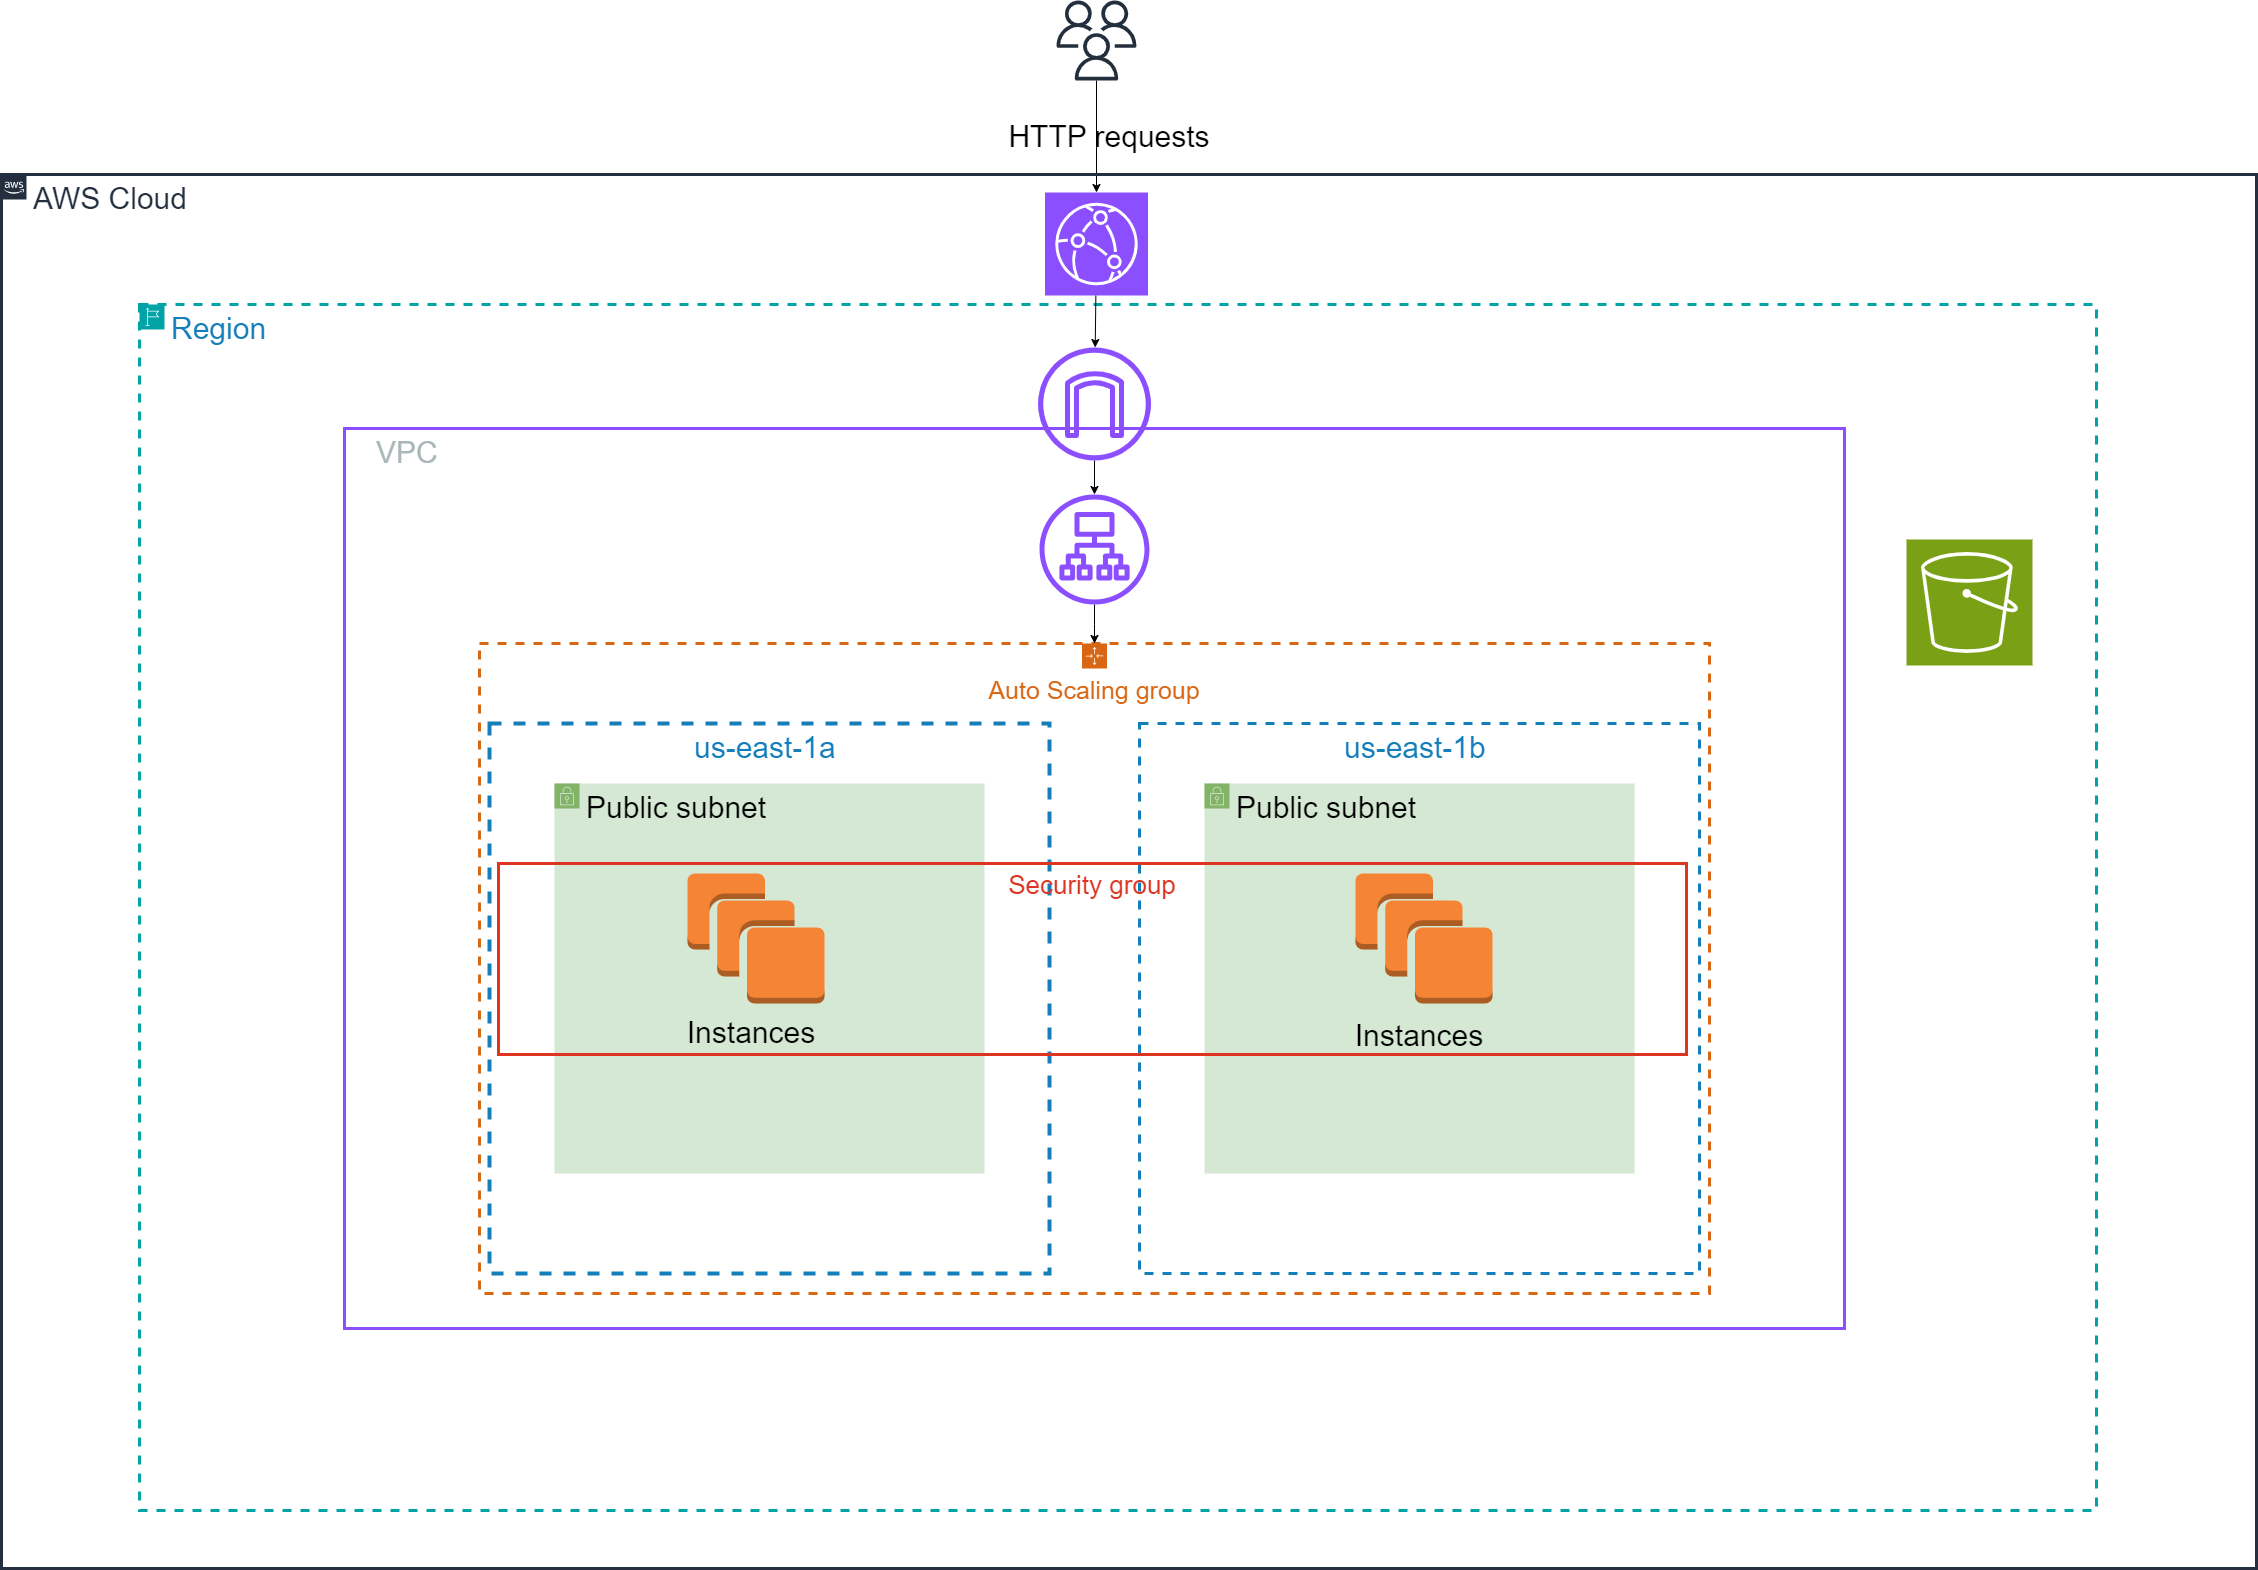 HTTP requests
aws
AWS Cloud
Region
VPC
Auto Scaling group
us-east-1a
us-east-1b
Public subnet
Public subnet
Security group
Instances
Instances